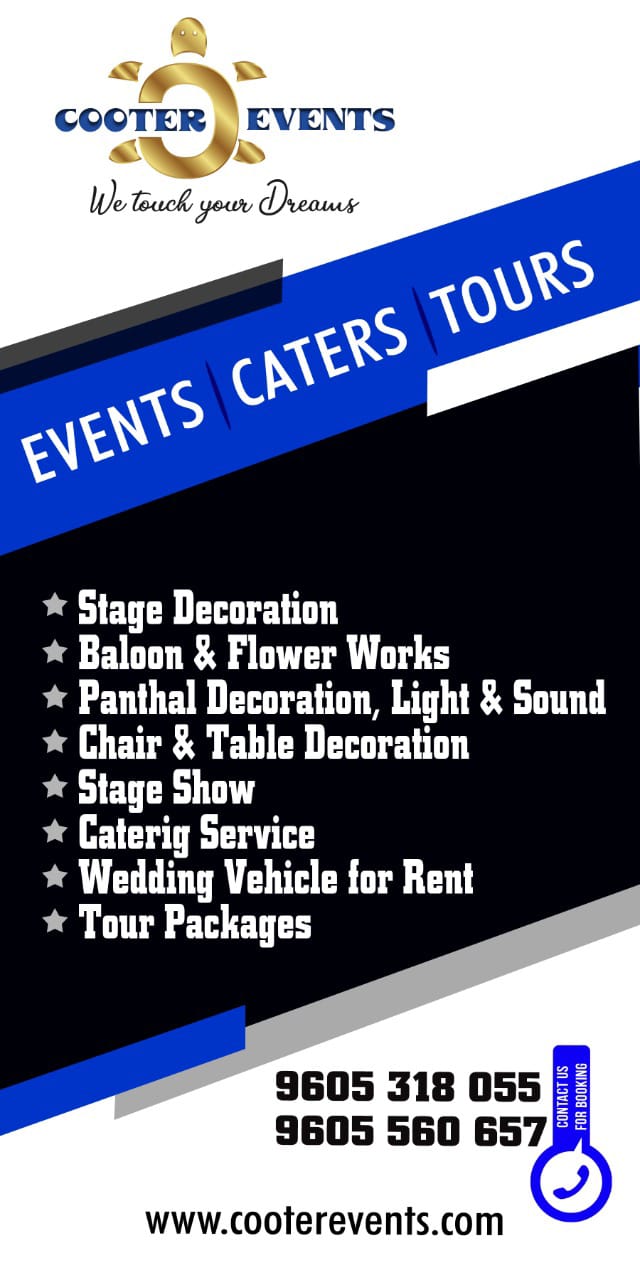 COOTER EVENTS
We touch your Dreams
EVENTS | CATERS | TOURS
Stage Decoration
Baloon & Flower Works
Panthal Decoration, Light & Sound
Chair & Table Decoration
Stage Show
Caterig Service
Wedding Vehicle for Rent
Tour Packages
9605 318 055
9605 560 657
CONTACT US
FOR BOOKING
www.cooterevents.com